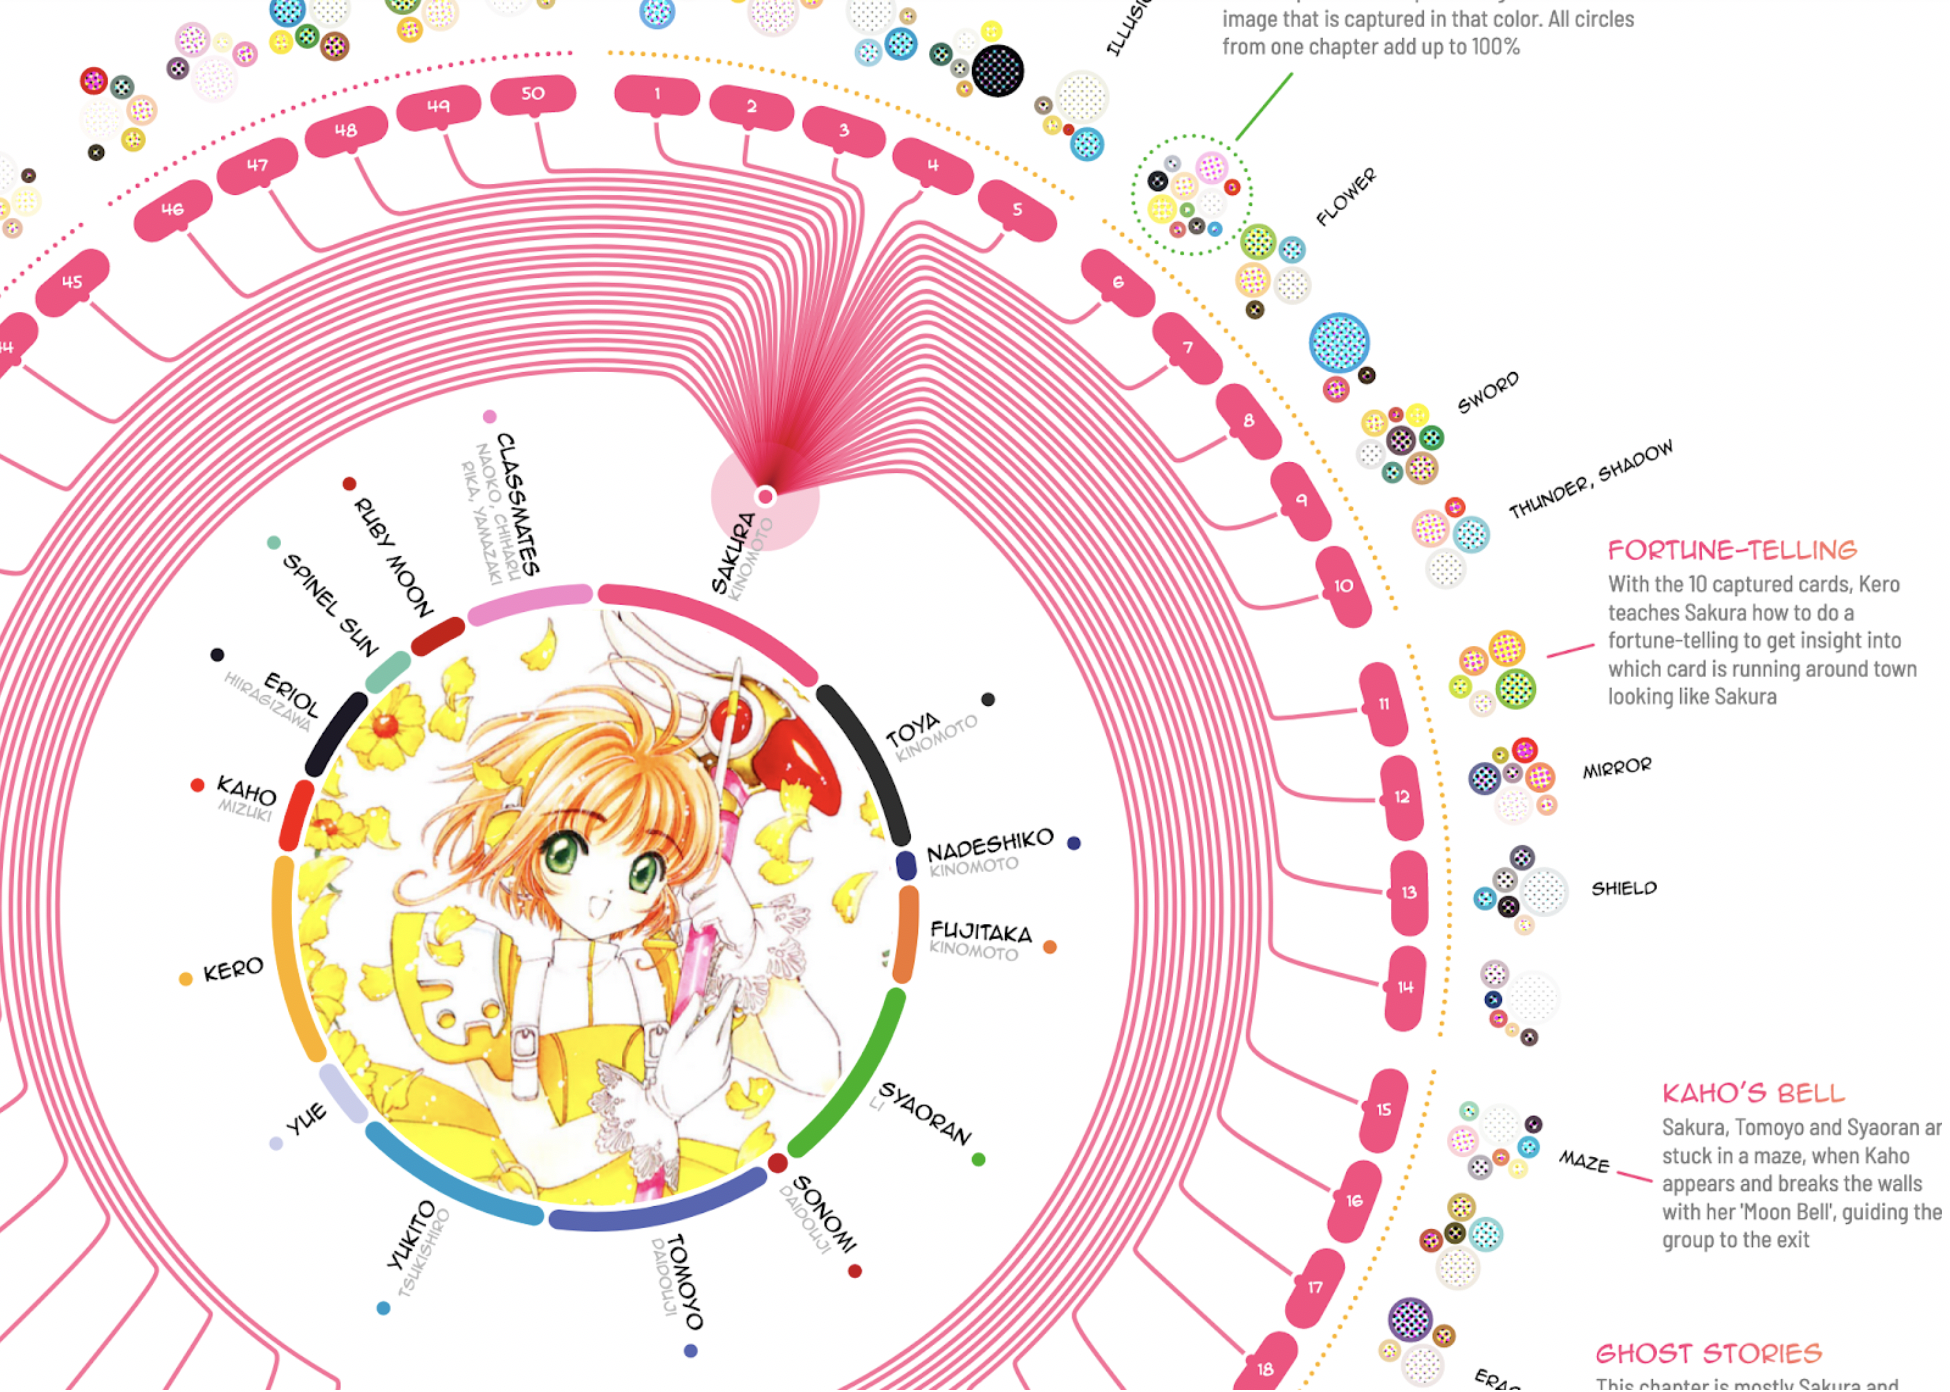 image that is captured in that color. All circles
from one chapter add up to 100%
FLOWER
SWORD
THUNDER, SHADOW
FORTUNE-TELLING
With the 10 captured cards, Kero
teaches Sakura how to do a
fortune-telling to get insight into
which card is running around town
looking like Sakura
MIRROR
SHIELD
KAHO'S BELL
Sakura, Tomoyo and Syaoran
stuck in a maze, when Kaho
appears and breaks the walls
with her 'Moon Bell', guiding the
group to the exit
MAZE
GHOST STORIES
This chapter is mostly Sakura and
44
45
46
47
48
49
50
1
2
3
4
5
6
7
8
9
10
11
12
13
14
15
16
17
18
SAKURA
KINOMOTO
TOYA
KINOMOTO
NADESHIKO
KINOMOTO
FUJITAKA
KINOMOTO
SYAORAN
LI
SONOMI
DAIDOUJI
TOMOYO
DAIDOUJI
YUKITO
TSUKISHIRO
YUE
KERO
KAHO
MIZUKI
ERIOL
HIIRAGIZAWA
SPINEL SUN
RUBY MOON
CLASSMATES
NAOKO, CHIHARU
RIKA, YAMAZAKI